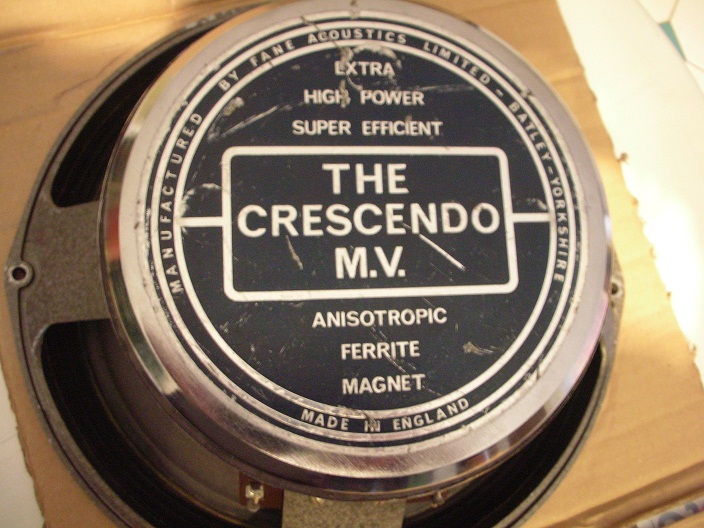 MANUFACTURED BY FANE ACOUSTICS LIMITED - BATLEY - YORKSHIRE
EXTRA
HIGH POWER
SUPER EFFICIENT
THE
CRESCENDO
M.V.
ANISOTROPIC
FERRITE
MAGNET
MADE IN ENGLAND